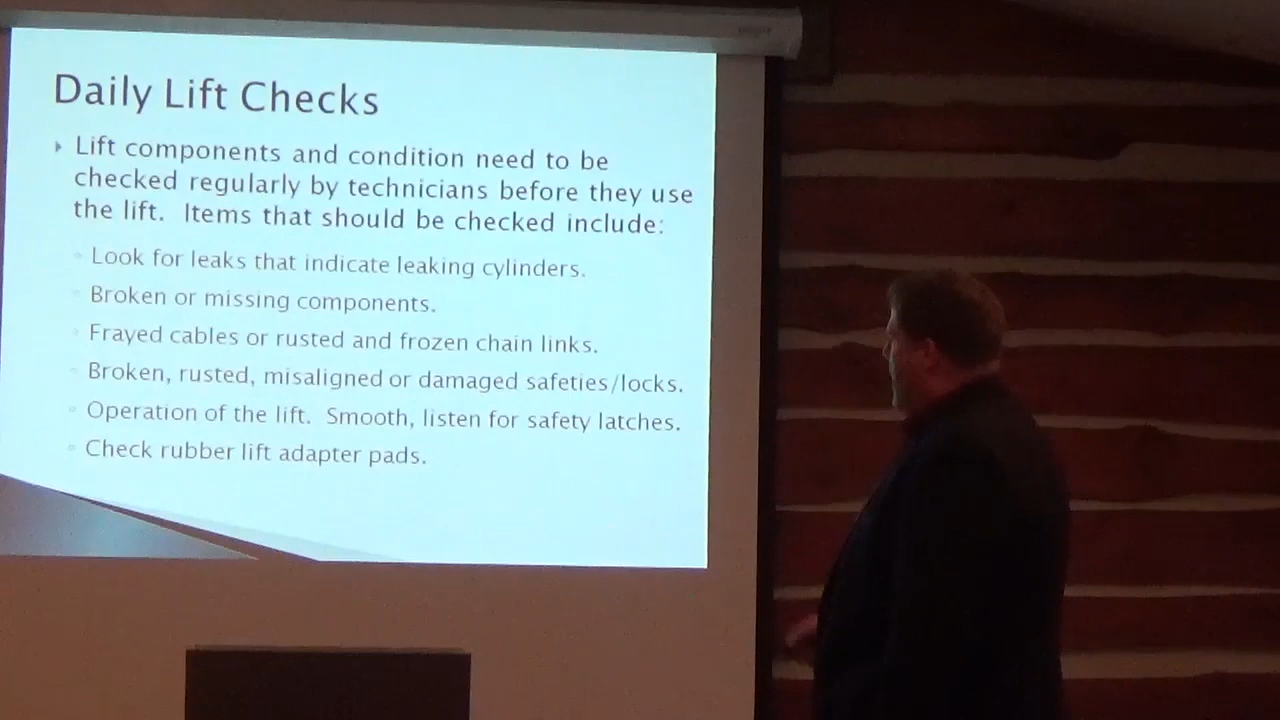 Daily Lift Checks
Lift components and condition need to be
checked regularly by technicians before they use
the lift.  Items that should be checked include:
Look for leaks that indicate leaking cylinders.
Broken or missing components.
Frayed cables or rusted and frozen chain links.
Broken, rusted, misaligned or damaged safeties/locks.
Operation of the lift.  Smooth, listen for safety latches.
Check rubber lift adapter pads.